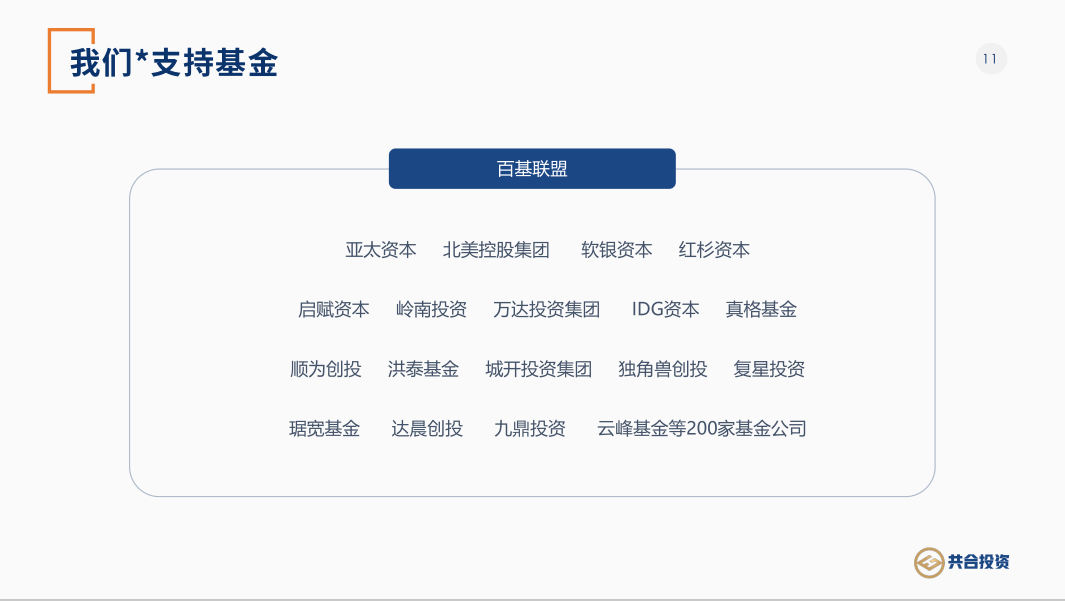 我们*支持基金
11
百基联盟
亚太资本 北美控股集团 软银资本 红杉资本
启赋资本 岭南投资 万达投资集团 IDG资本 真格基金
顺为创投 洪泰基金 城开投资集团 独角兽创投 复星投资
琚宽基金 达晨创投 九鼎投资 云峰基金等200家基金公司
共合投资